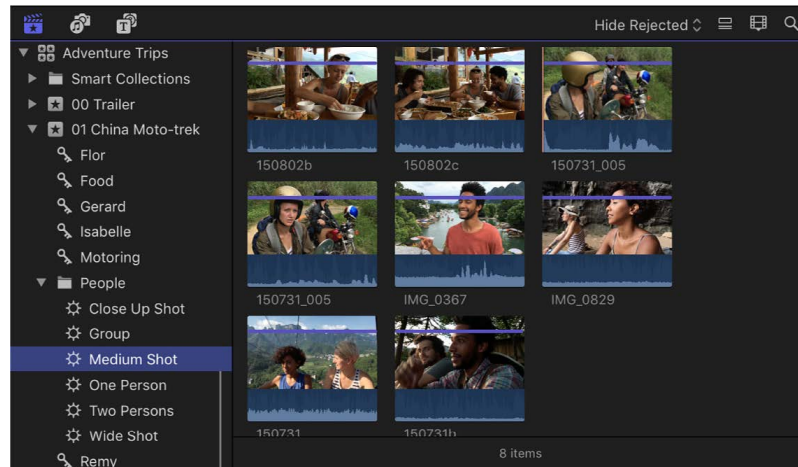 Hide Rejected
Adventure Trips
Smart Collections
00 Trailer
01 China Moto-trek
Flor
Food
Gerard
Isabelle
Motoring
People
Close Up Shot
Group
Medium Shot
One Person
Two Persons
Wide Shot
Remy
150802b
150802c
150731_005
150731_005
IMG_0367
IMG_0829
150731
150731b
8 items